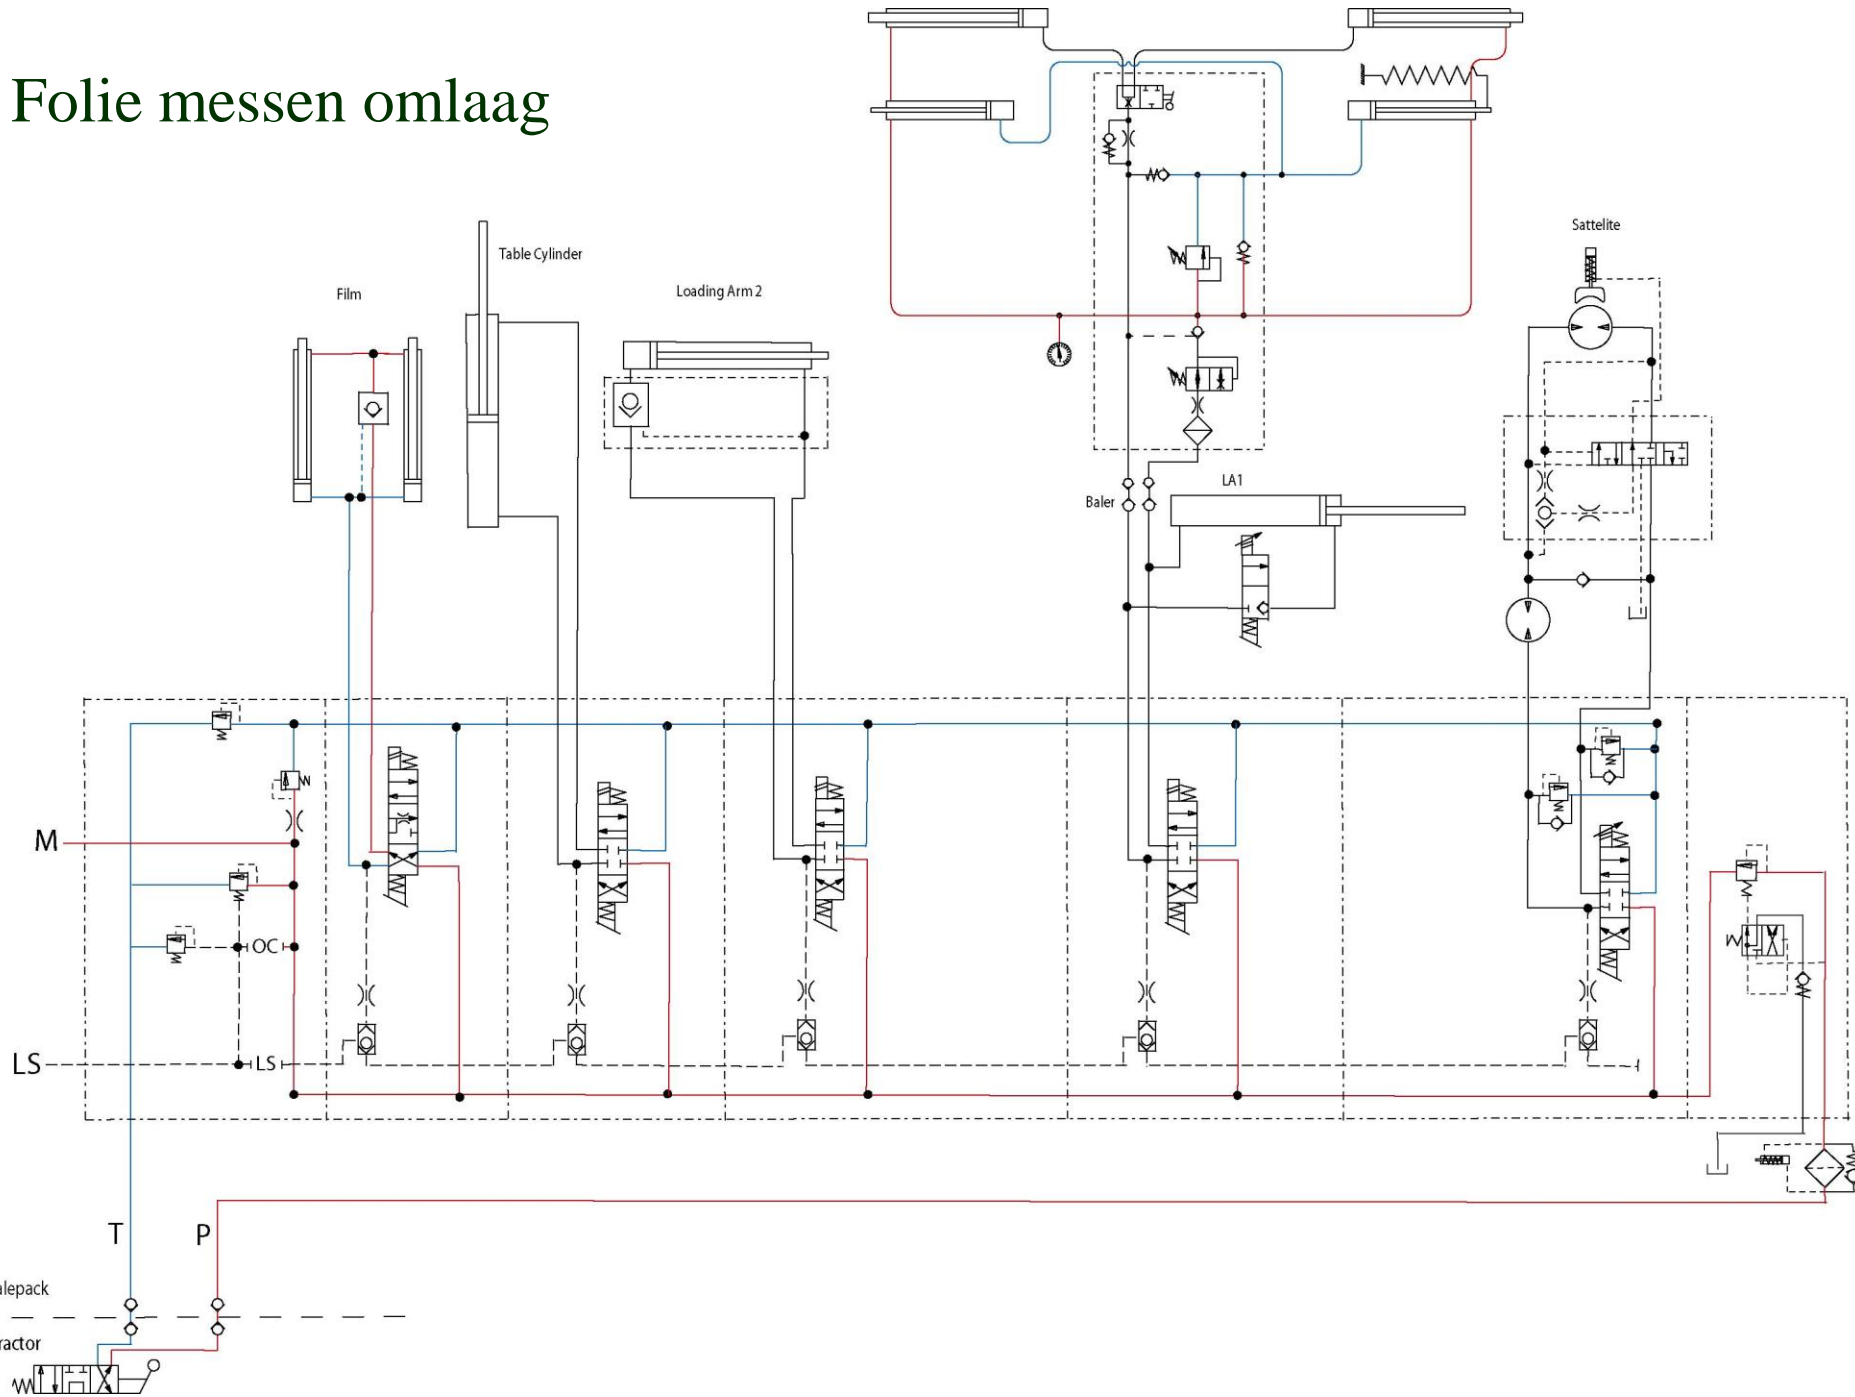 Folie messen omlaag
Sattelite
Table Cylinder
Film
Loading Arm 2
LA1
Baler
M
OC
LS
LS
T
P
alepack
ractor